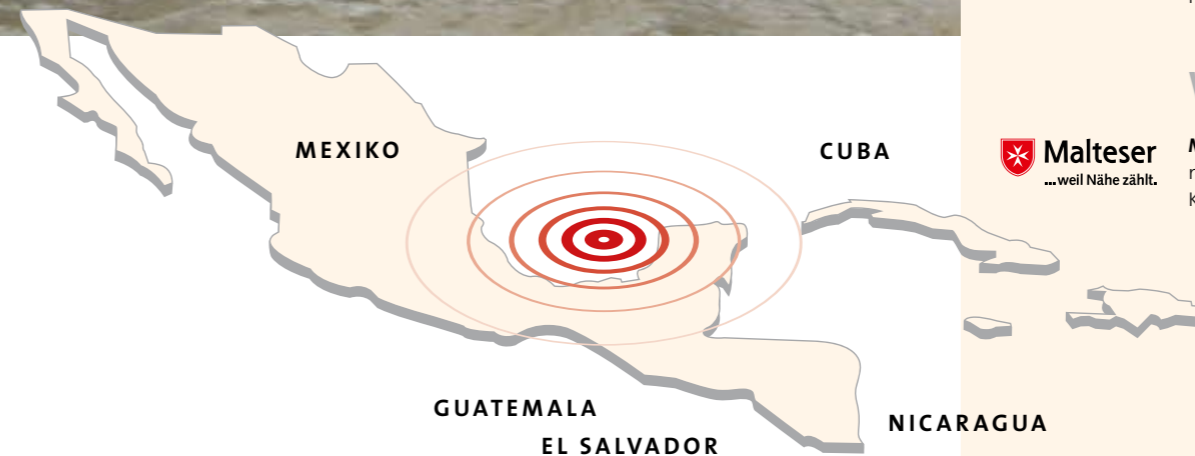 MEXIKO
CUBA
Malteser
...weil Nähe zählt.
GUATEMALA
EL SALVADOR
NICARAGUA